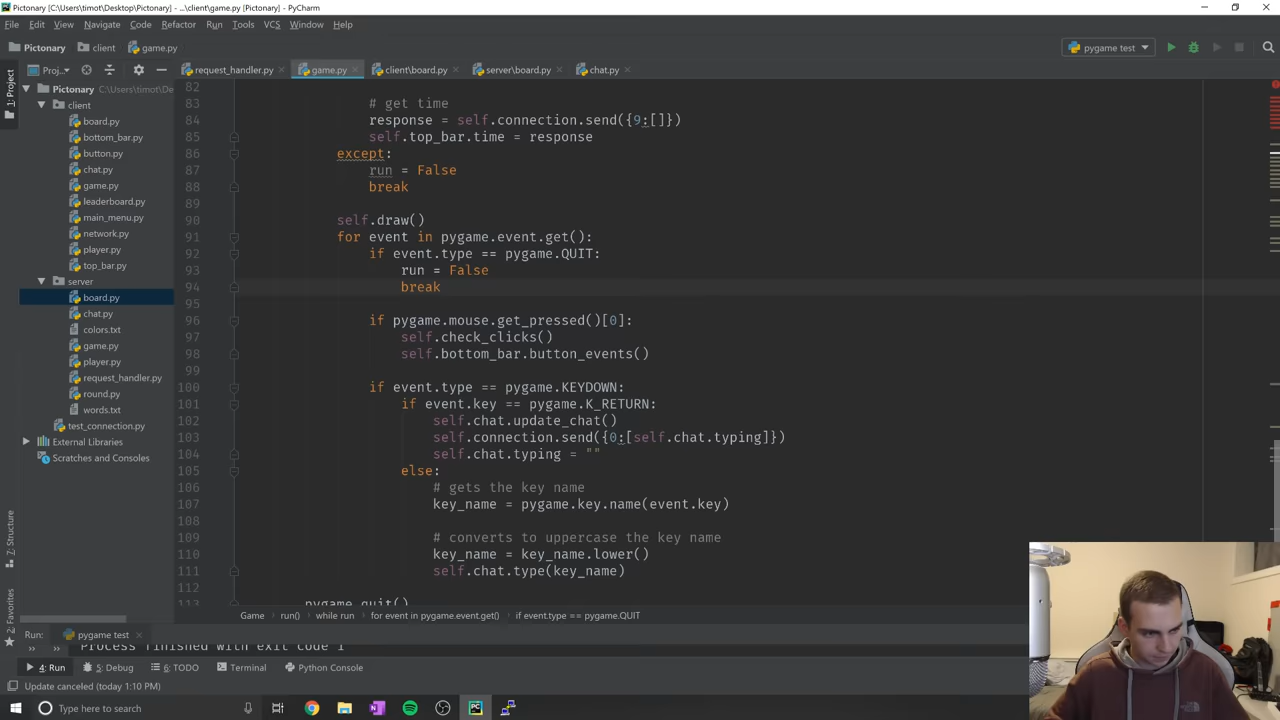 Pictonary [C:\Users\timot\Desktop\Pictonary] - ...\client\game.py [Pictonary] - PyCharm
File Edit View Navigate Code Refactor Run Tools VCS Window Help
Pictonary client game.py pygame test
1: Project
Proj... request_handler.py game.py client\board.py server\board.py chat.py
Pictonary C:\Users\timot\Desktop
client
board.py
bottom_bar.py
button.py
chat.py
game.py
leaderboard.py
main_menu.py
network.py
player.py
top_bar.py
server
board.py
chat.py
colors.txt
game.py
player.py
request_handler.py
round.py
words.txt
test_connection.py
External Libraries
Scratches and Consoles
82
83 # get time
84 response = self.connection.send({9:[]})
85 self.top_bar.time = response
86 except:
87 run = False
88 break
89
90 self.draw()
91 for event in pygame.event.get():
92 if event.type == pygame.QUIT:
93 run = False
94 break
95
96 if pygame.mouse.get_pressed()[0]:
97 self.check_clicks()
98 self.bottom_bar.button_events()
99
100 if event.type == pygame.KEYDOWN:
101 if event.key == pygame.K_RETURN:
102 self.chat.update_chat()
103 self.connection.send({0:[self.chat.typing]})
104 self.chat.typing = ""
105 else:
106 # gets the key name
107 key_name = pygame.key.name(event.key)
108
109 # converts to uppercase the key name
110 key_name = key_name.lower()
111 self.chat.type(key_name)
112
113 pygame.quit()
Game run() while run for event in pygame.event.get() if event.type == pygame.QUIT
7: Structure
2: Favorites
Run: pygame test
Process finished with exit code 1
4: Run 5: Debug 6: TODO Terminal Python Console
Update canceled (today 1:10 PM)
Type here to search